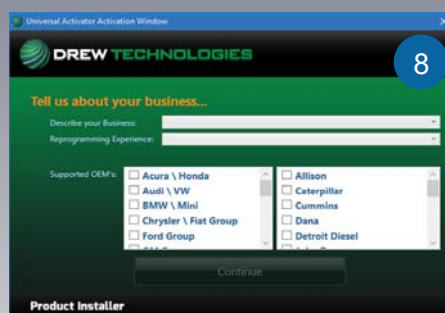 Universal Activator Activation Window
DREW TECHNOLOGIES
8
Tell us about your business...
Describe your Business:
Reprogramming Experience:
Supported OEM's:
Acura \ Honda
Audi \ VW
BMW \ Mini
Chrysler \ Fiat Group
Ford Group
Allison
Caterpillar
Cummins
Dana
Detroit Diesel
Continue
Product Installer